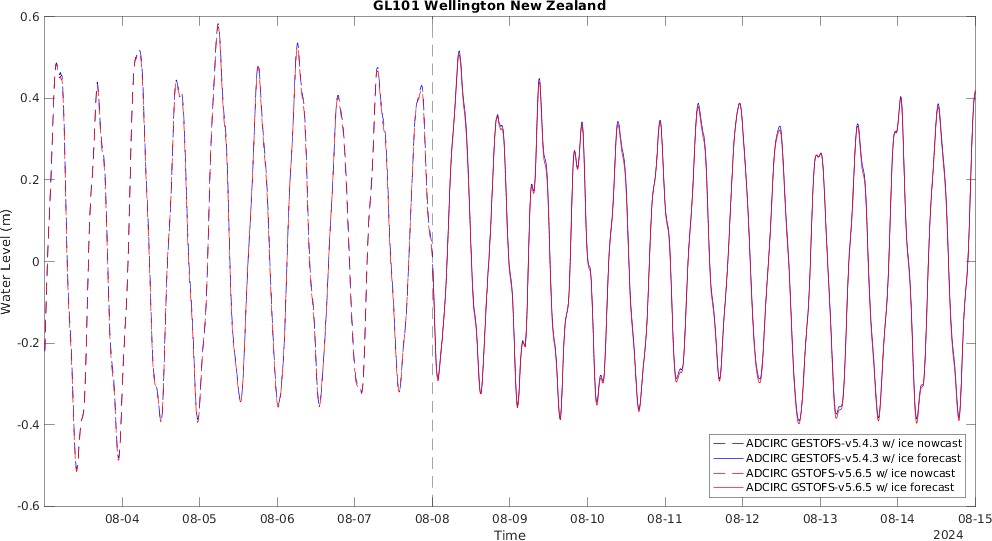 GL101 Wellington New Zealand
0.6
0.4
0.2
0
-0.2
-0.4
-0.6
Water Level (m)
ADCIRC GESTOFS-v5.4.3 w/ ice nowcast
ADCIRC GESTOFS-v5.4.3 w/ ice forecast
ADCIRC GSTOFS-v5.6.5 w/ ice nowcast
ADCIRC GSTOFS-v5.6.5 w/ ice forecast
08-04 08-05 08-06 08-07 08-08 08-09 08-10 08-11 08-12 08-13 08-14 08-15
Time
2024